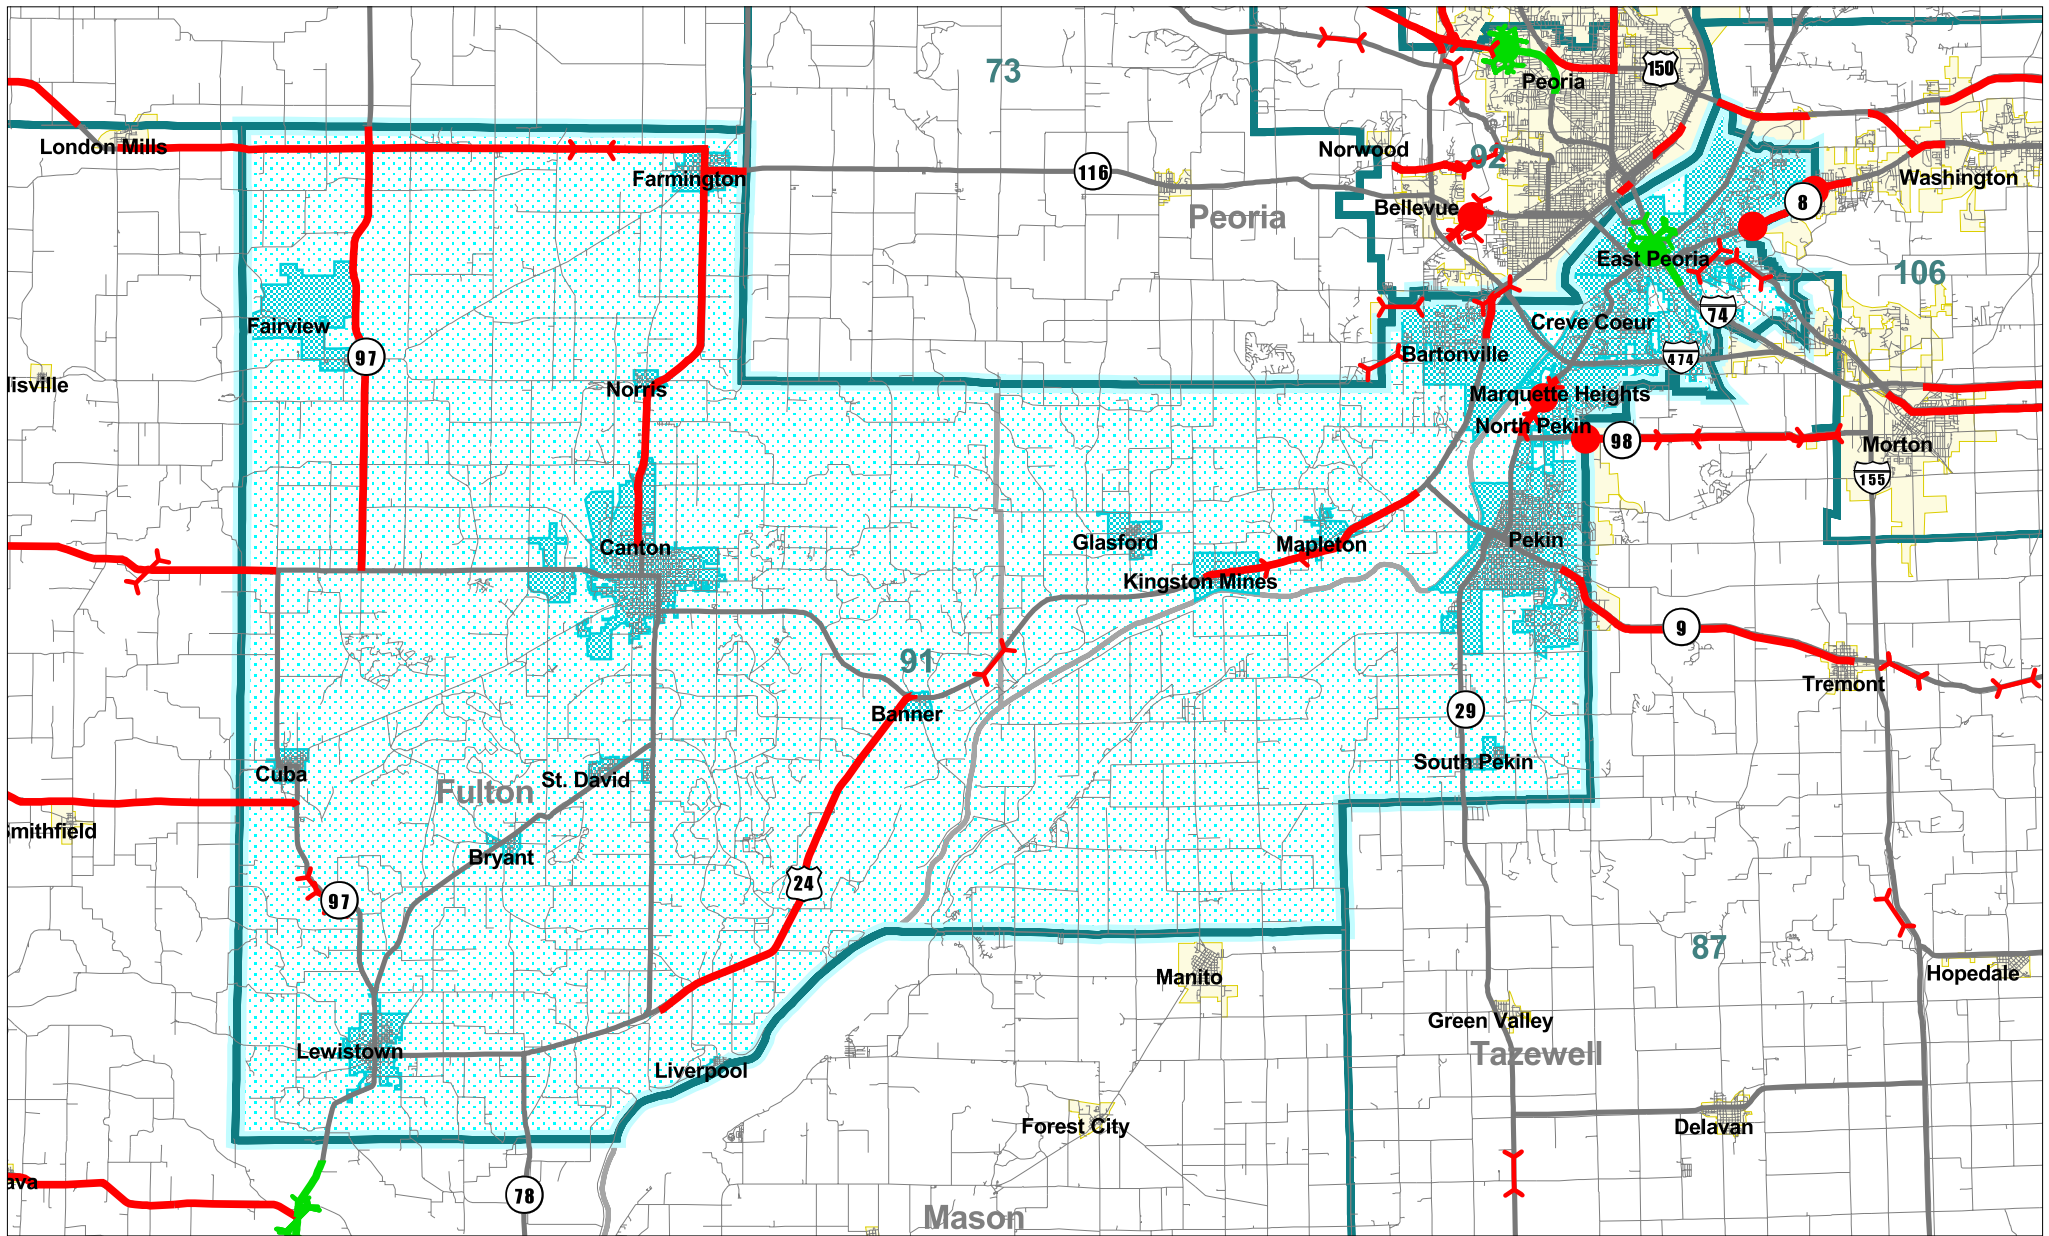 73
150
Peoria
London Mills
Norwood
92
116
Farmington
Washington
8
Bellevue
Peoria
East Peoria
106
74
Fairview
Creve Coeur
97
Bartonville
474
lisville
Norris
Marquette Heights
North Pekin
98
Morton
155
Canton
Glasford
Mapleton
Pekin
Kingston Mines
9
91
Tremont
Banner
29
Cuba
St. David
South Pekin
Fulton
Smithfield
Bryant
24
97
87
Manito
Hopedale
Green Valley
Lewistown
Tazewell
Liverpool
Forest City
Delavan
ava
78
Mason